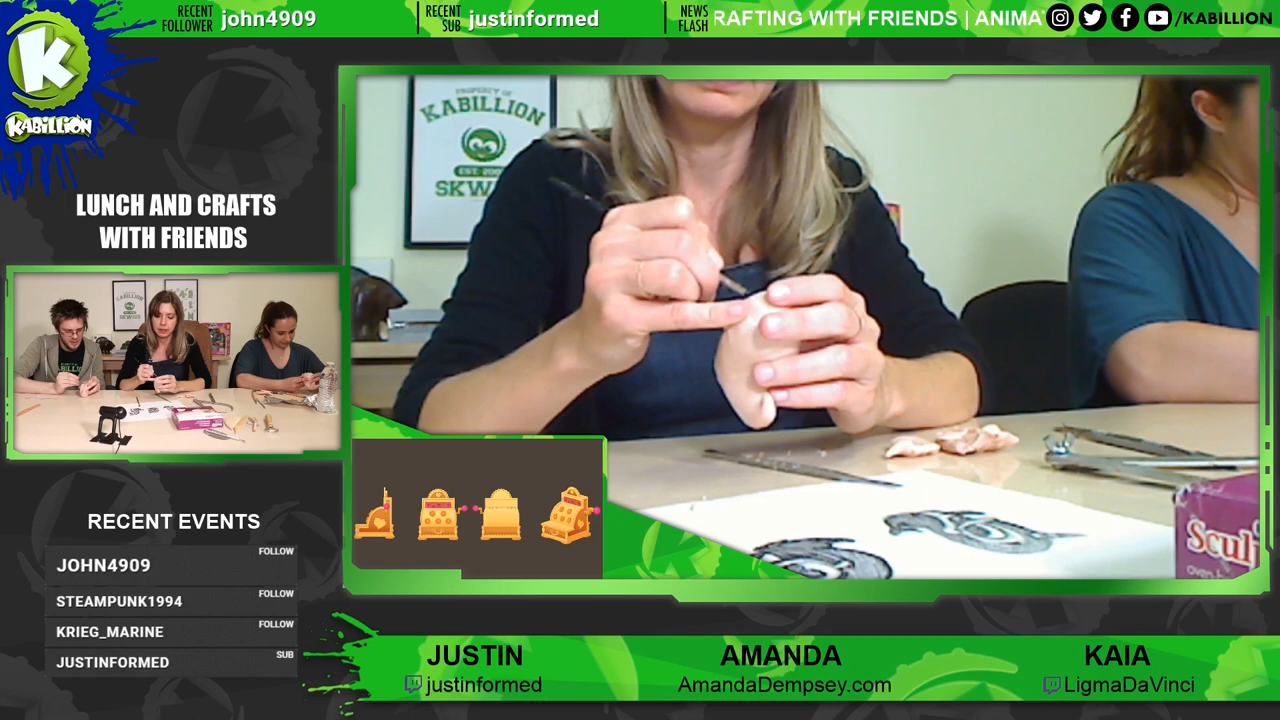 RECENT
FOLLOWER
john4909
RECENT
SUB
justinformed
NEWS
FLASH
RAFTING WITH FRIENDS | ANIMA
/KABILLION
K
KABILLION
LUNCH AND CRAFTS
WITH FRIENDS
PROPERTY OF
KABILLION
SKW
KABILLION
RECENT EVENTS
JOHN4909 FOLLOW
STEAMPUNK1994 FOLLOW
KRIEG_MARINE FOLLOW
JUSTINFORMED SUB
Scul
JUSTIN
justinformed
AMANDA
AmandaDempsey.com
KAIA
LigmaDaVinci